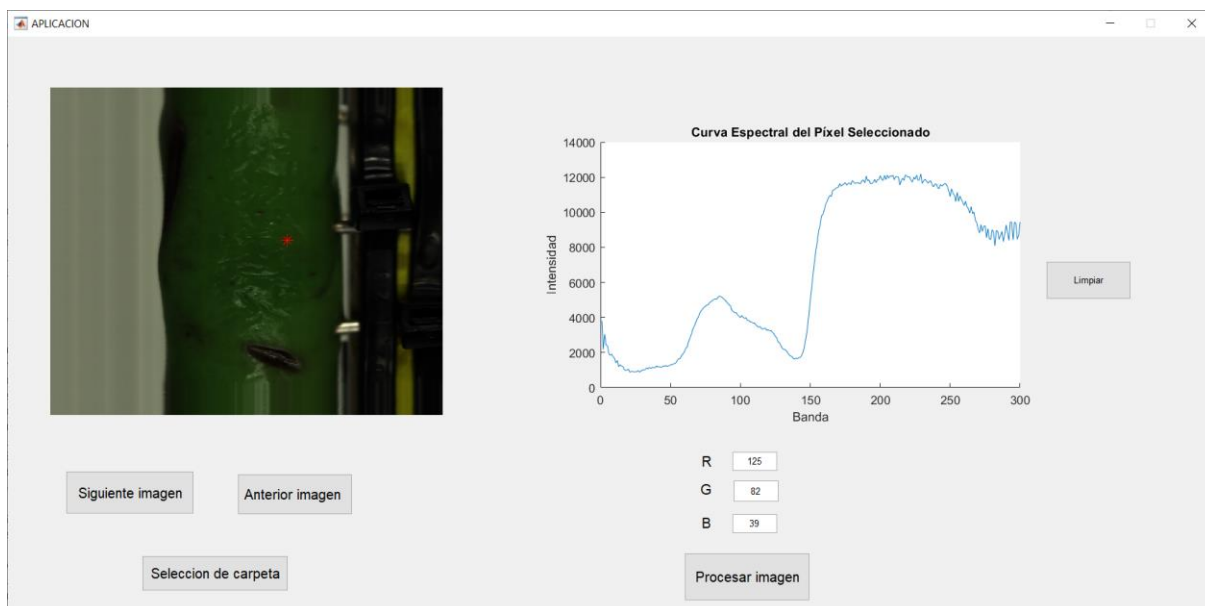 APLICACION
Curva Espectral del Píxel Seleccionado
14000
12000
10000
8000
6000
4000
2000
0
Intensidad
0 50 100 150 200 250 300
Banda
Limpiar
R 125
G 82
B 39
Siguiente imagen
Anterior imagen
Seleccion de carpeta
Procesar imagen